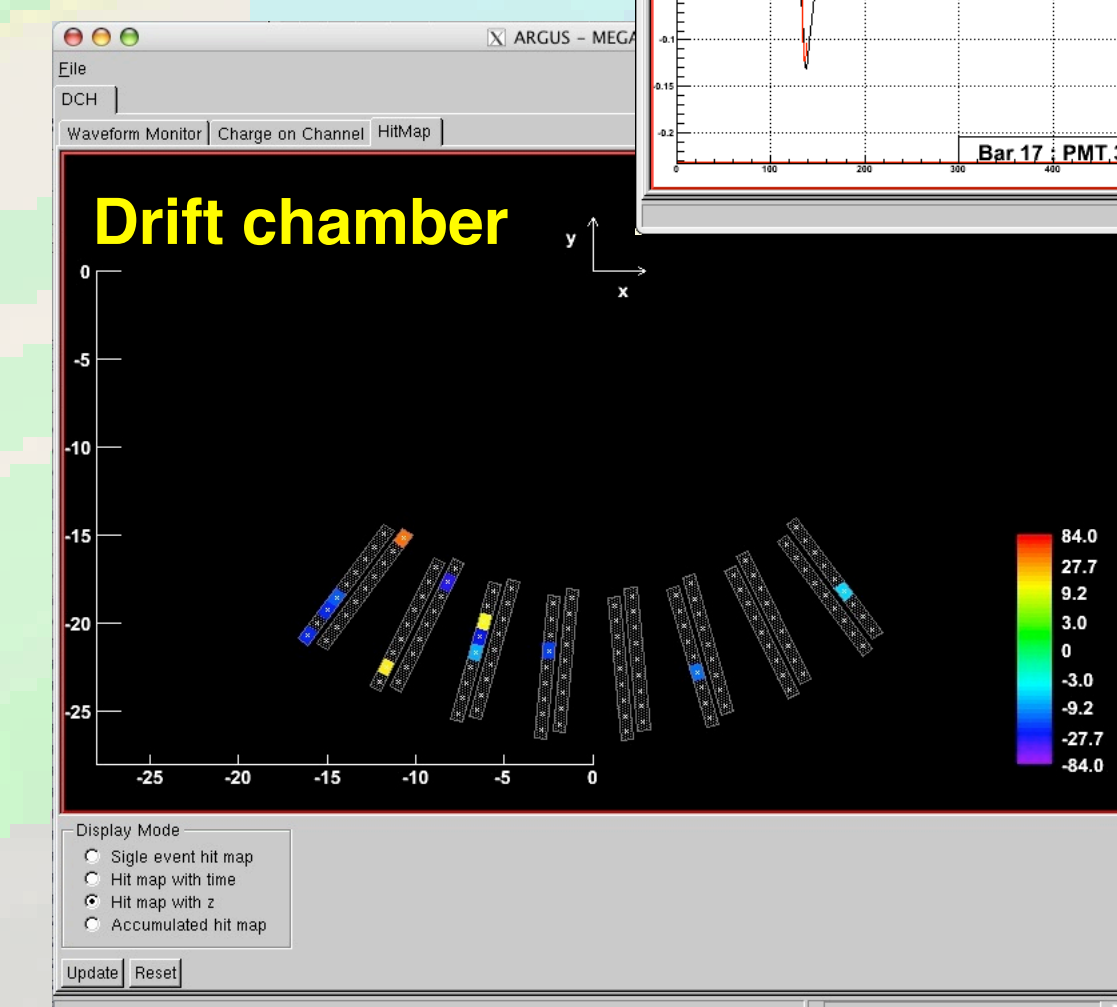 X ARGUS – MEGA
File
DCH
Waveform Monitor Charge on Channel HitMap
-0.1
-0.15
-0.2
Bar 17 : PMT
0 100 200 300 400
Drift chamber
y
x
0
-5
-10
-15
-20
-25
-25 -20 -15 -10 -5 0
84.0
27.7
9.2
3.0
0
-3.0
-9.2
-27.7
-84.0
Display Mode
Sigle event hit map
Hit map with time
Hit map with z
Accumulated hit map
Update Reset